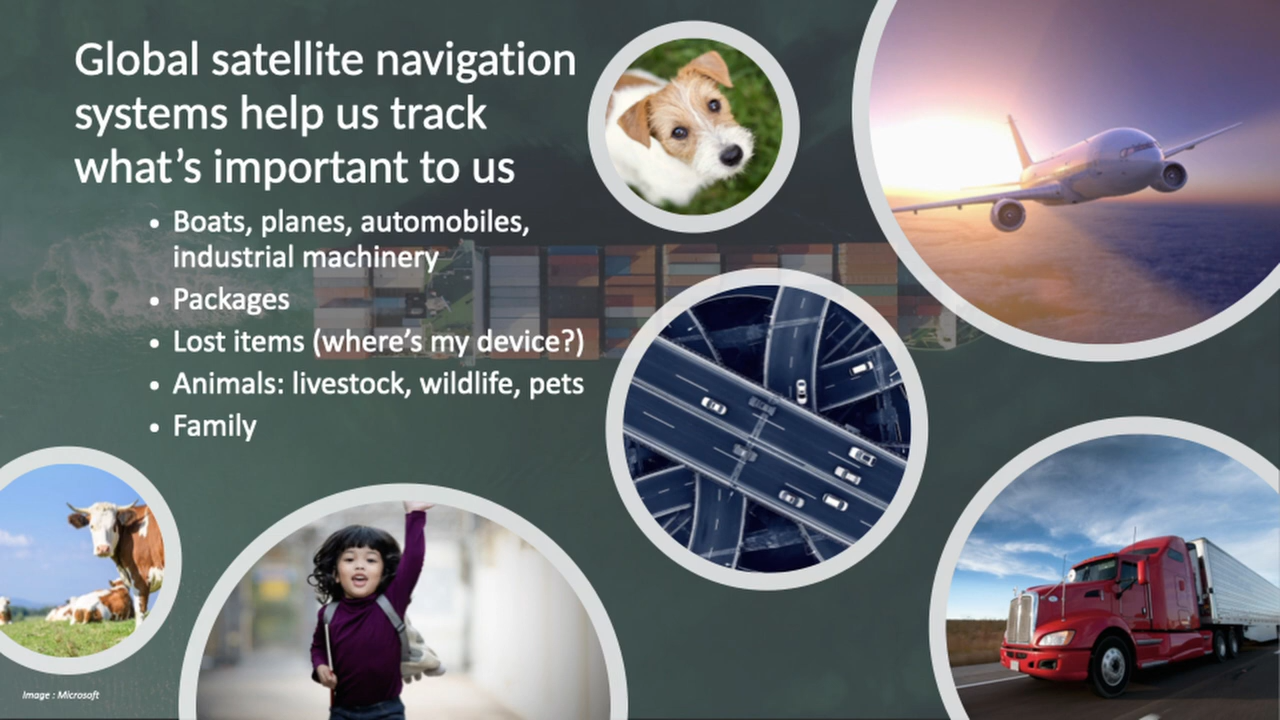 Global satellite navigation
systems help us track
what’s important to us
• Boats, planes, automobiles,
industrial machinery
• Packages
• Lost items (where’s my device?)
• Animals: livestock, wildlife, pets
• Family
Image : Microsoft